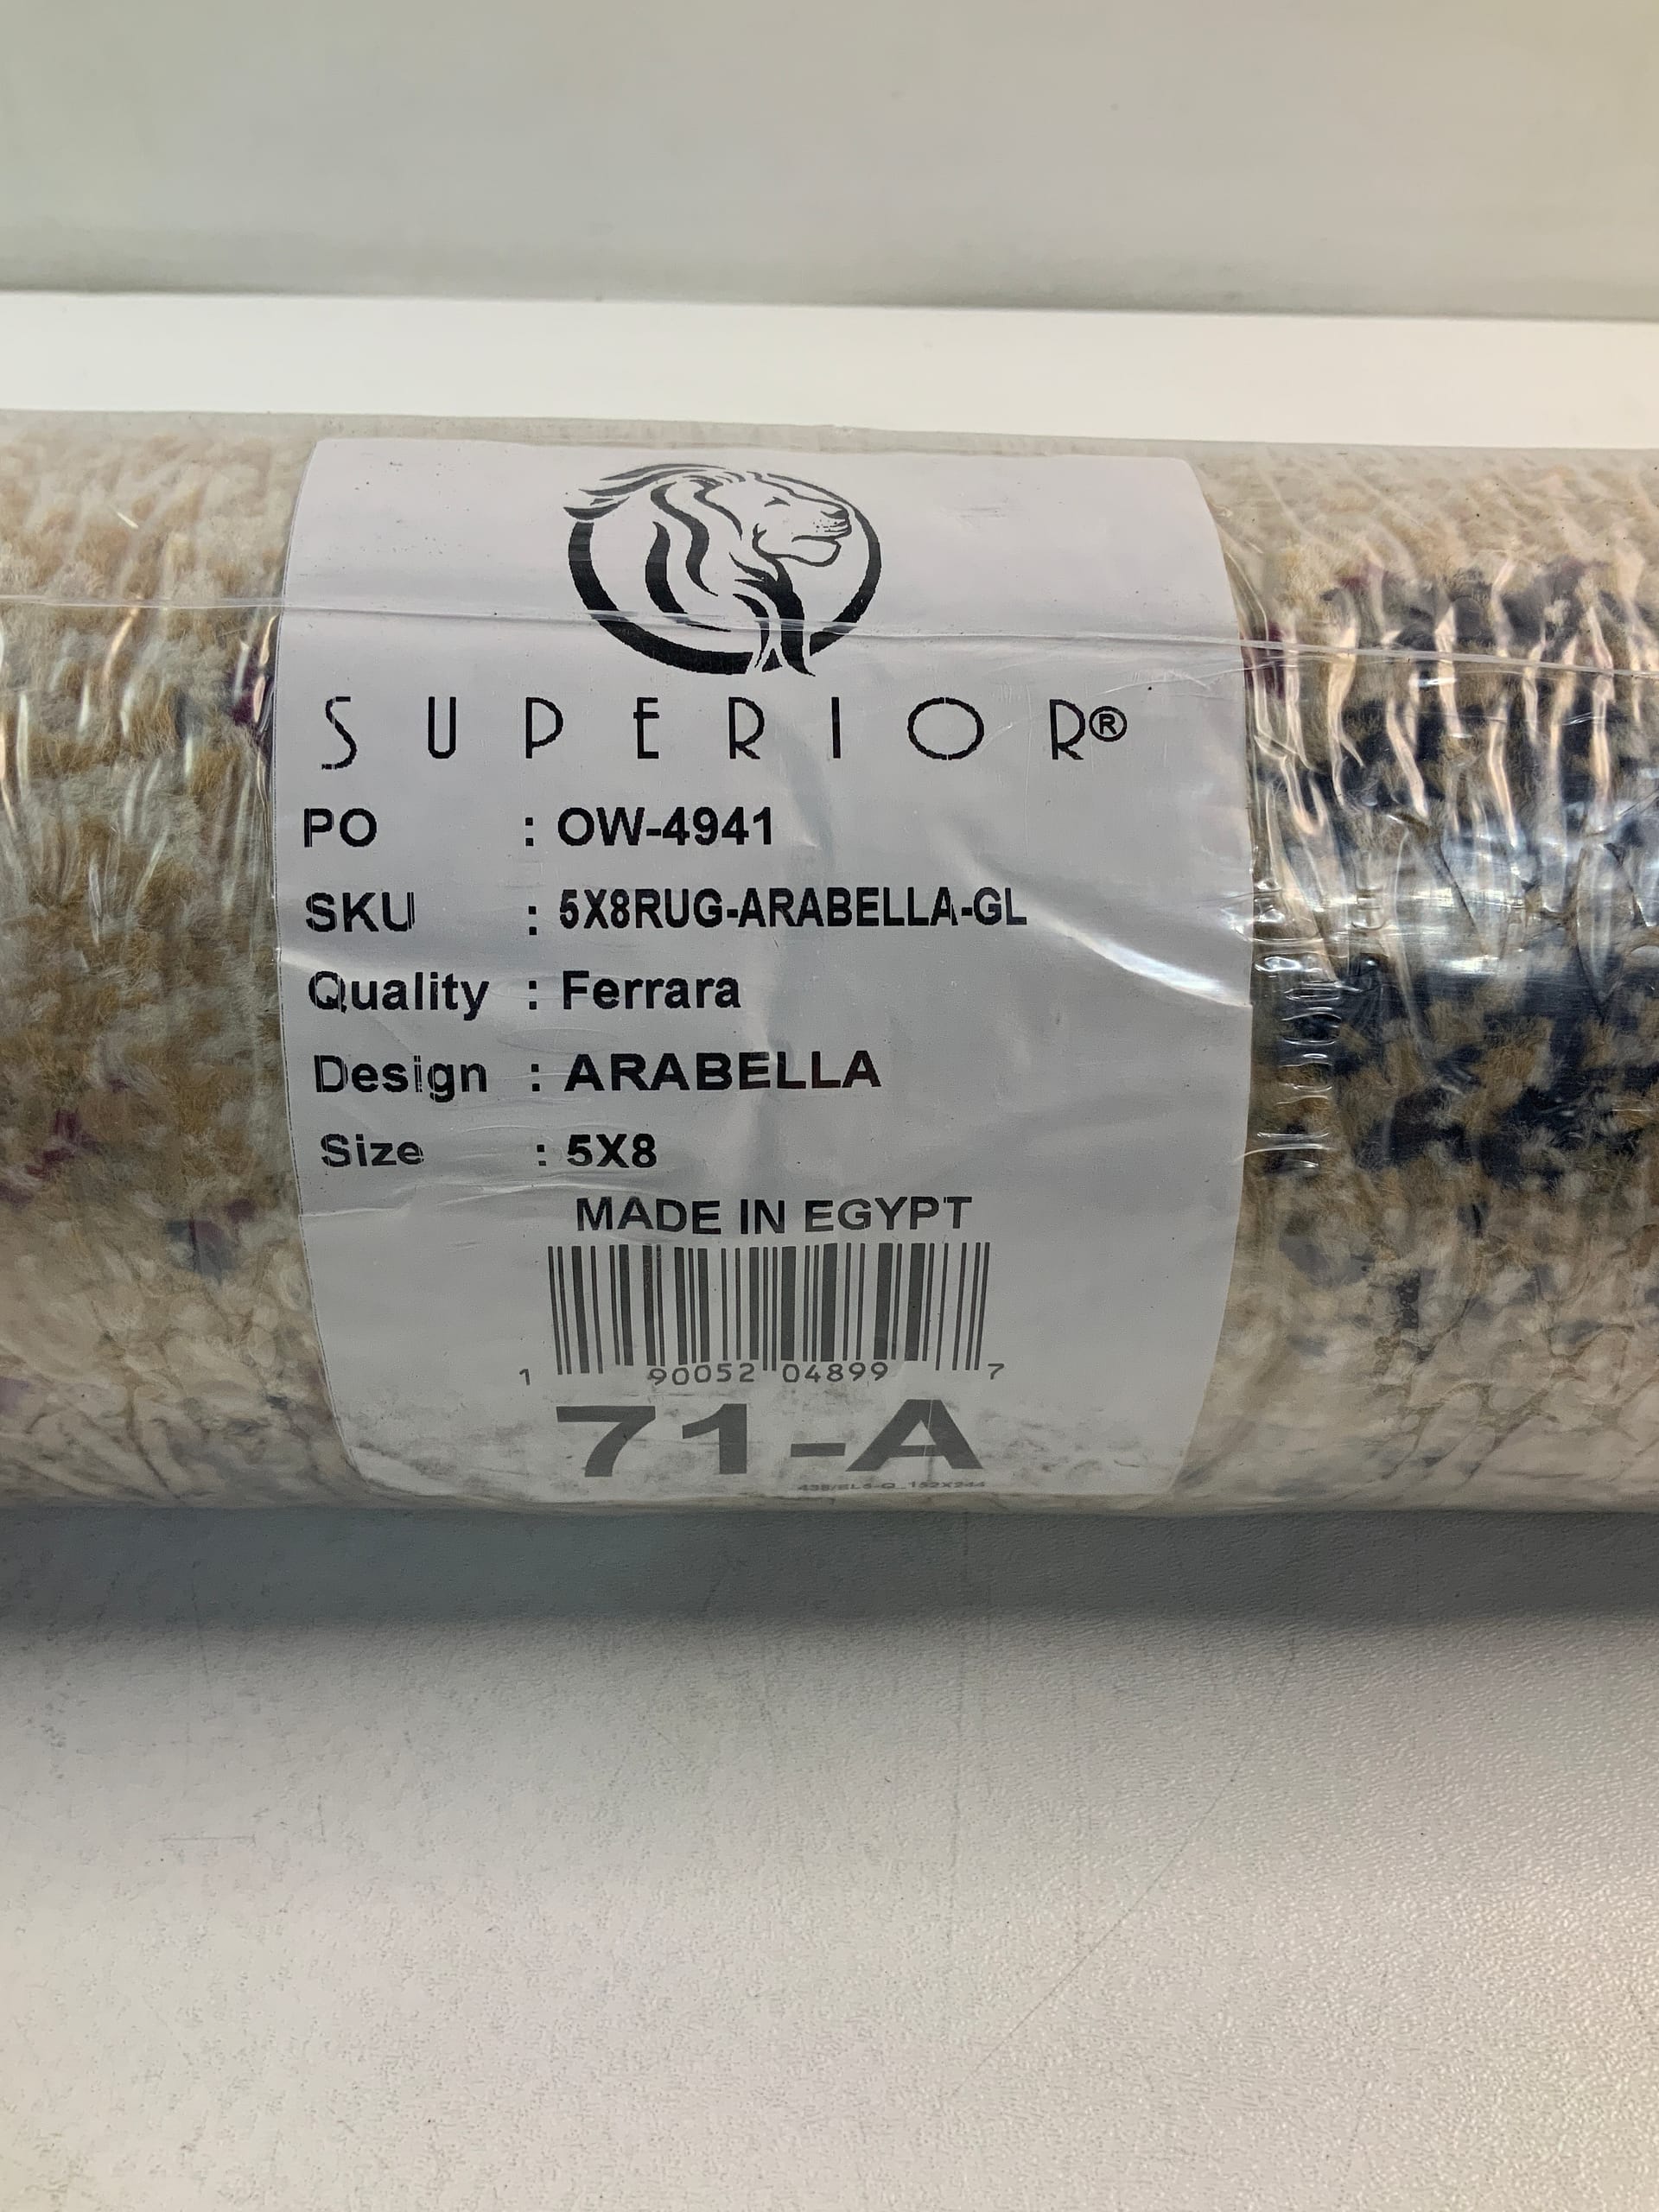 SUPERIOR®
PO : OW-4941
SKU : 5X8RUG-ARABELLA-GL
Quality : Ferrara
Design : ARABELLA
Size : 5X8
MADE IN EGYPT
1 90052 04899 7
71-A